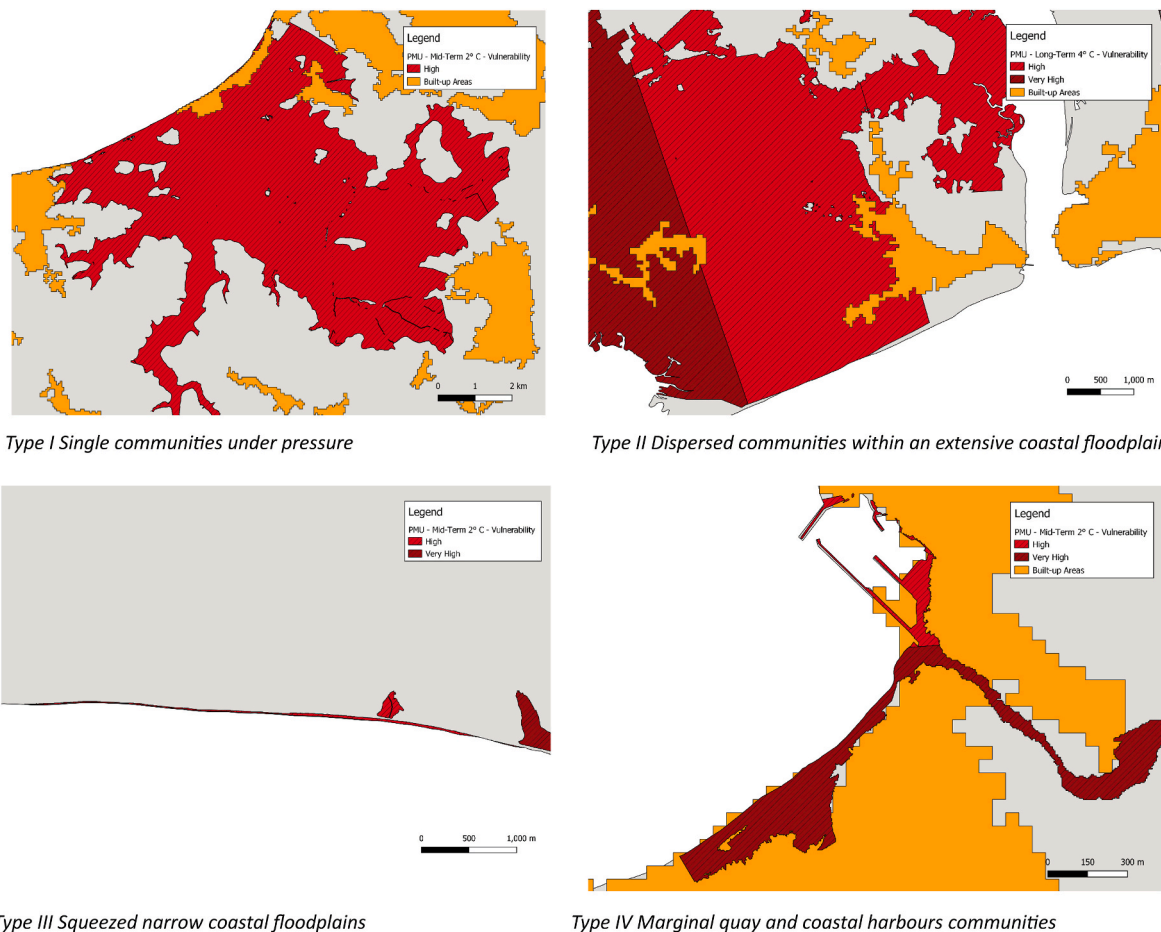 Legend
PMU - Mid-Term 2° C - Vulnerability
High
Built-up Areas
0 1 2 km
Type I Single communities under pressure
Legend
PMU - Long-Term 4° C - Vulnerability
High
Very High
Built-up Areas
0 500 1,000 m
Type II Dispersed communities within an extensive coastal floodplain
Legend
PMU - Mid-Term 2° C - Vulnerability
High
Very High
0 500 1,000 m
Type III Squeezed narrow coastal floodplains
Legend
PMU - Mid-Term 2° C - Vulnerability
High
Very High
Built-up Areas
0 150 300 m
Type IV Marginal quay and coastal harbours communities